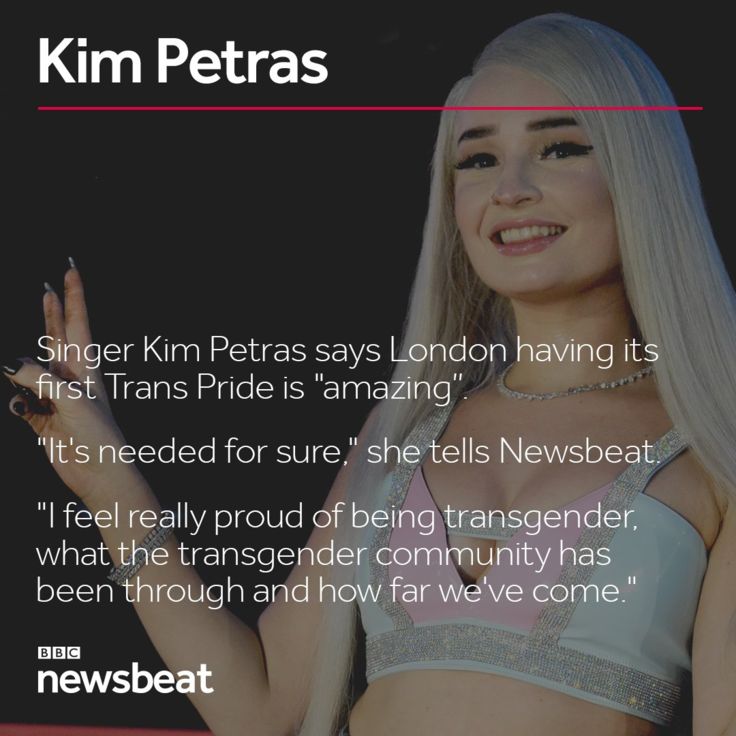 Kim Petras
Singer Kim Petras says London having its
first Trans Pride is "amazing".
"It's needed for sure," she tells Newsbeat.
"I feel really proud of being transgender,
what the transgender community has
been through and how far we've come."
BBC
newsbeat